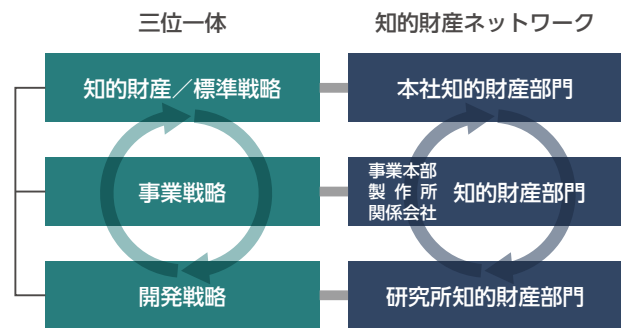 三位一体
知的財産ネットワーク
知的財産／標準戦略
本社知的財産部門
事業戦略
事業本部
製作所
関係会社
知的財産部門
開発戦略
研究所知的財産部門